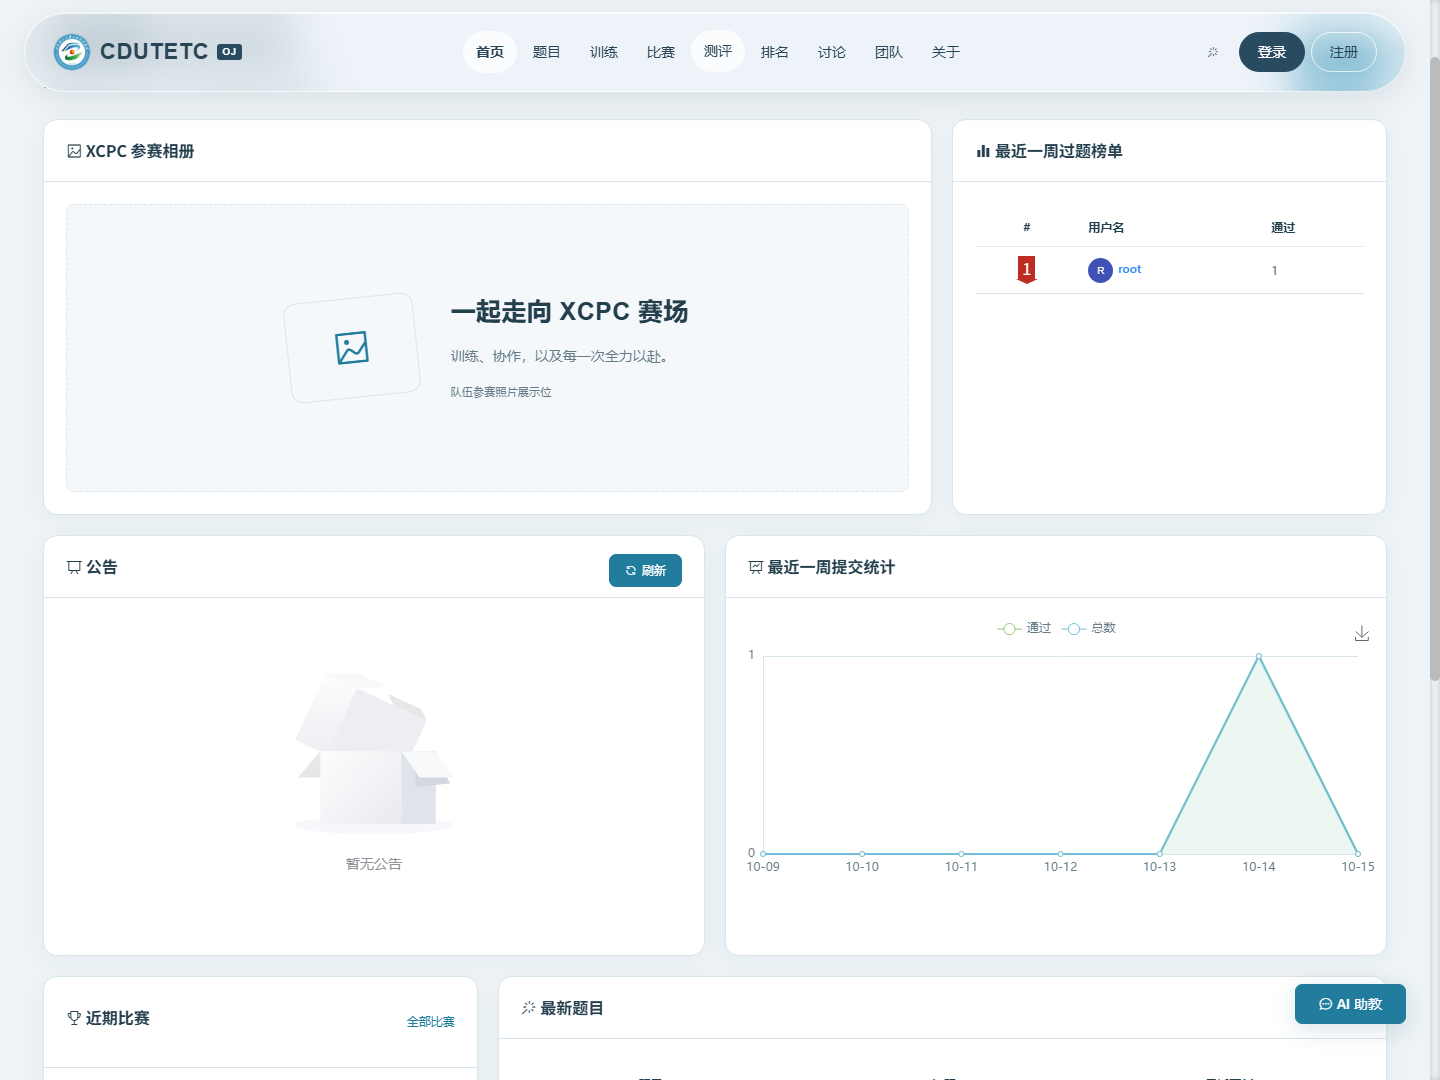 CDUTETC OJ
首页 题目 训练 比赛 测评 排名 讨论 团队 关于
登录 注册
XCPC 参赛相册
一起走向 XCPC 赛场
训练、协作，以及每一次全力以赴。
队伍参赛照片展示位
最近一周过题榜单
# 用户名 通过
1 R root 1
公告
刷新
暂无公告
最近一周提交统计
通过 总数
1
0
10-09 10-10 10-11 10-12 10-13 10-14 10-15
近期比赛
全部比赛
最新题目
AI 助教